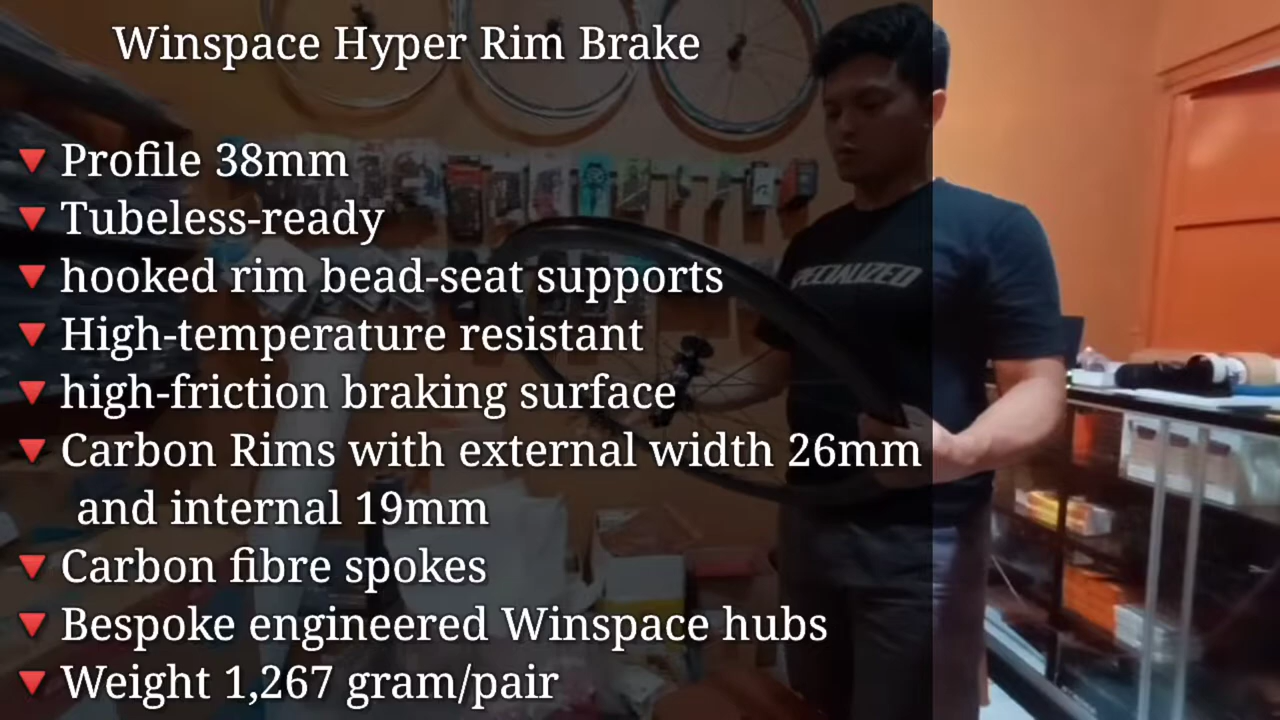 Winspace Hyper Rim Brake
🔻Profile 38mm
🔻Tubeless-ready
🔻hooked rim bead-seat supports
🔻High-temperature resistant
🔻high-friction braking surface
🔻Carbon Rims with external width 26mm
and internal 19mm
🔻Carbon fibre spokes
🔻Bespoke engineered Winspace hubs
🔻Weight 1,267 gram/pair
SPECIALIZED